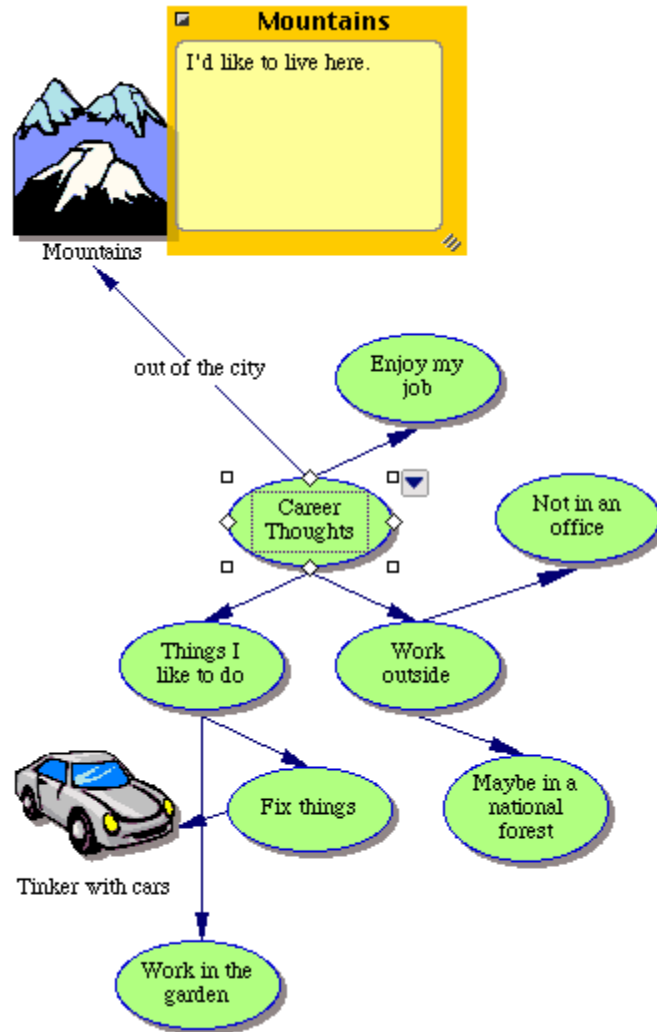 Mountains
I'd like to live here.
Mountains
out of the city
Enjoy my
job
Career
Thoughts
Not in an
office
Things I
like to do
Work
outside
Fix things
Maybe in a
national
forest
Tinker with cars
Work in the
garden